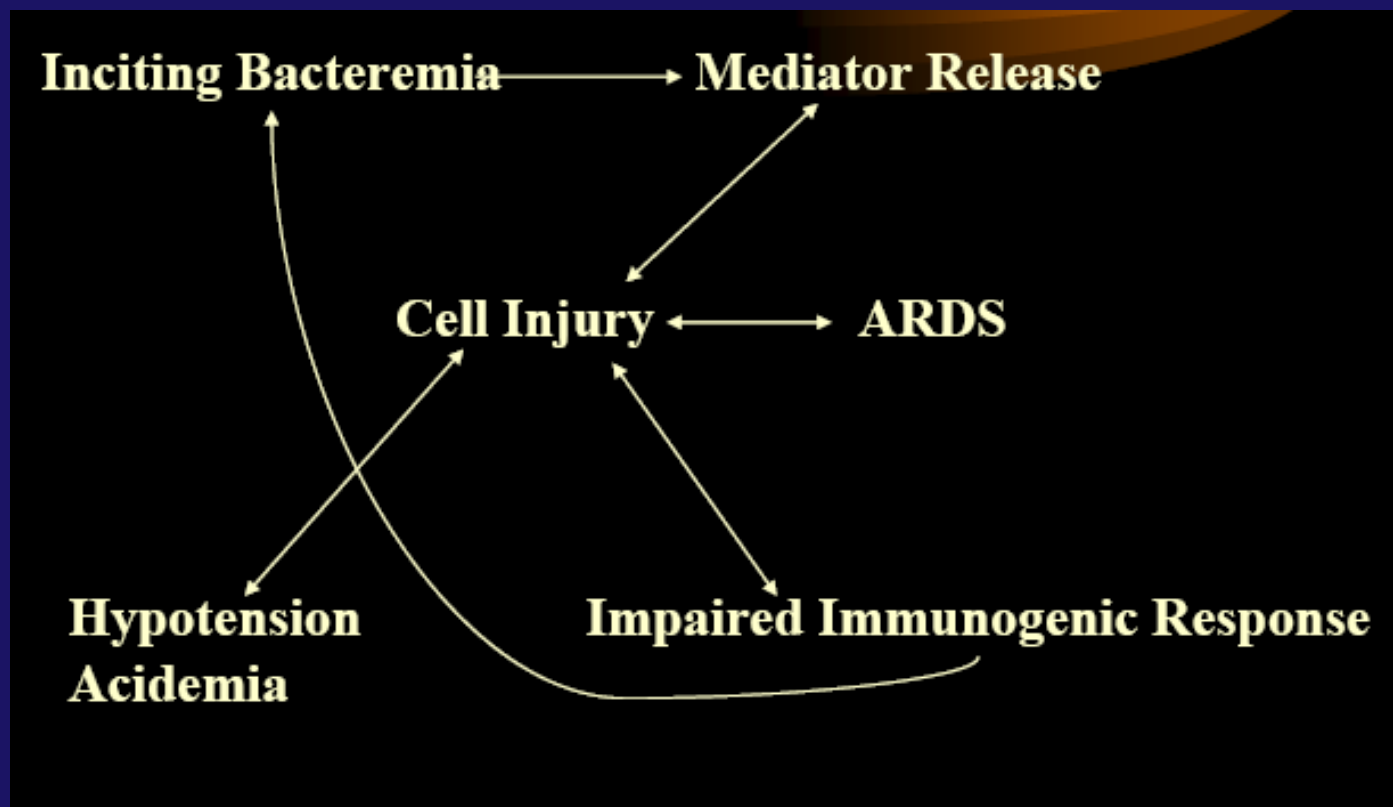 Inciting Bacteremia
Mediator Release
Cell Injury
ARDS
Hypotension
Acidemia
Impaired Immunogenic Response